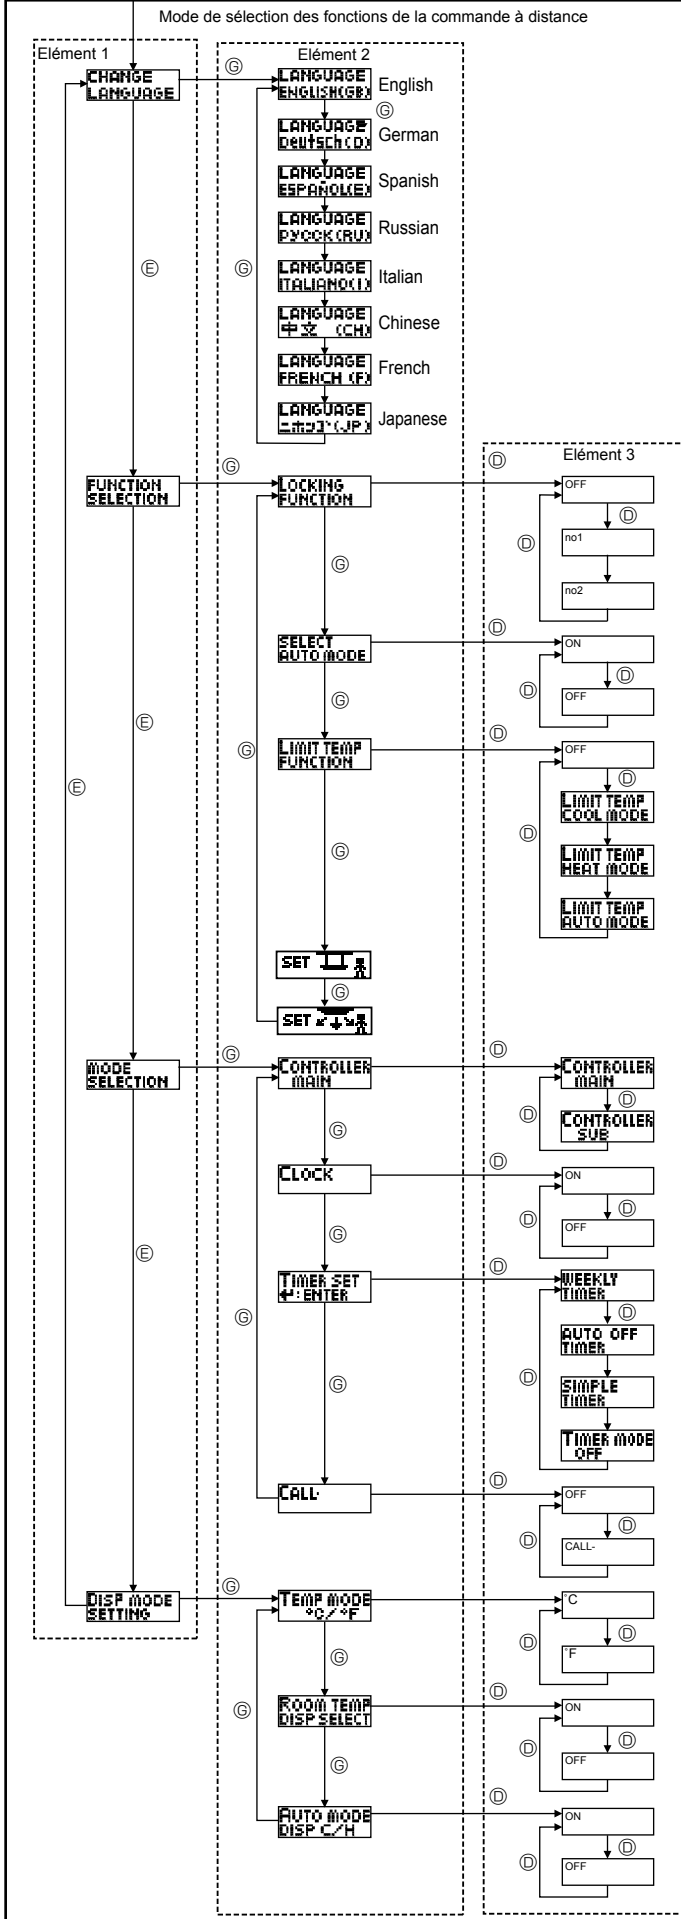 Mode de sélection des fonctions de la commande à distance
Elément 1
Elément 2
CHANGE
LANGUAGE
Ⓖ
LANGUAGE
ENGLISH(GB)
English
Ⓖ
LANGUAGE
Deutsch(D)
German
LANGUAGE
ESPAÑOL(E)
Spanish
LANGUAGE
РУССК(RU)
Russian
Ⓔ
Ⓖ
LANGUAGE
ITALIANO(I)
Italian
LANGUAGE
中文 (CH)
Chinese
LANGUAGE
FRENCH (F)
French
LANGUAGE
ニホンゴ(JP)
Japanese
Elément 3
FUNCTION
SELECTION
Ⓖ
LOCKING
FUNCTION
Ⓓ
OFF
Ⓓ
Ⓓ
no1
no2
Ⓖ
SELECT
AUTO MODE
Ⓓ
ON
Ⓓ
Ⓓ
OFF
Ⓖ
Ⓔ
Ⓖ
LIMIT TEMP
FUNCTION
Ⓓ
OFF
Ⓓ
Ⓔ
LIMIT TEMP
COOL MODE
Ⓓ
LIMIT TEMP
HEAT MODE
Ⓖ
LIMIT TEMP
AUTO MODE
SET
Ⓖ
SET
MODE
SELECTION
Ⓖ
CONTROLLER
MAIN
Ⓓ
CONTROLLER
MAIN
Ⓓ
Ⓓ
CONTROLLER
SUB
Ⓖ
CLOCK
Ⓓ
ON
Ⓓ
Ⓓ
OFF
Ⓖ
Ⓔ
TIMER SET
↵:ENTER
Ⓓ
WEEKLY
TIMER
Ⓓ
Ⓖ
AUTO OFF
TIMER
Ⓓ
SIMPLE
TIMER
Ⓖ
TIMER MODE
OFF
CALL-
Ⓓ
OFF
Ⓓ
Ⓓ
CALL-
DISP MODE
SETTING
Ⓖ
TEMP MODE
°C/°F
Ⓓ
°C
Ⓓ
Ⓓ
°F
Ⓖ
ROOM TEMP
DISP SELECT
Ⓓ
ON
Ⓖ
Ⓓ
Ⓓ
OFF
Ⓖ
AUTO MODE
DISP C/H
Ⓓ
ON
Ⓓ
Ⓓ
OFF